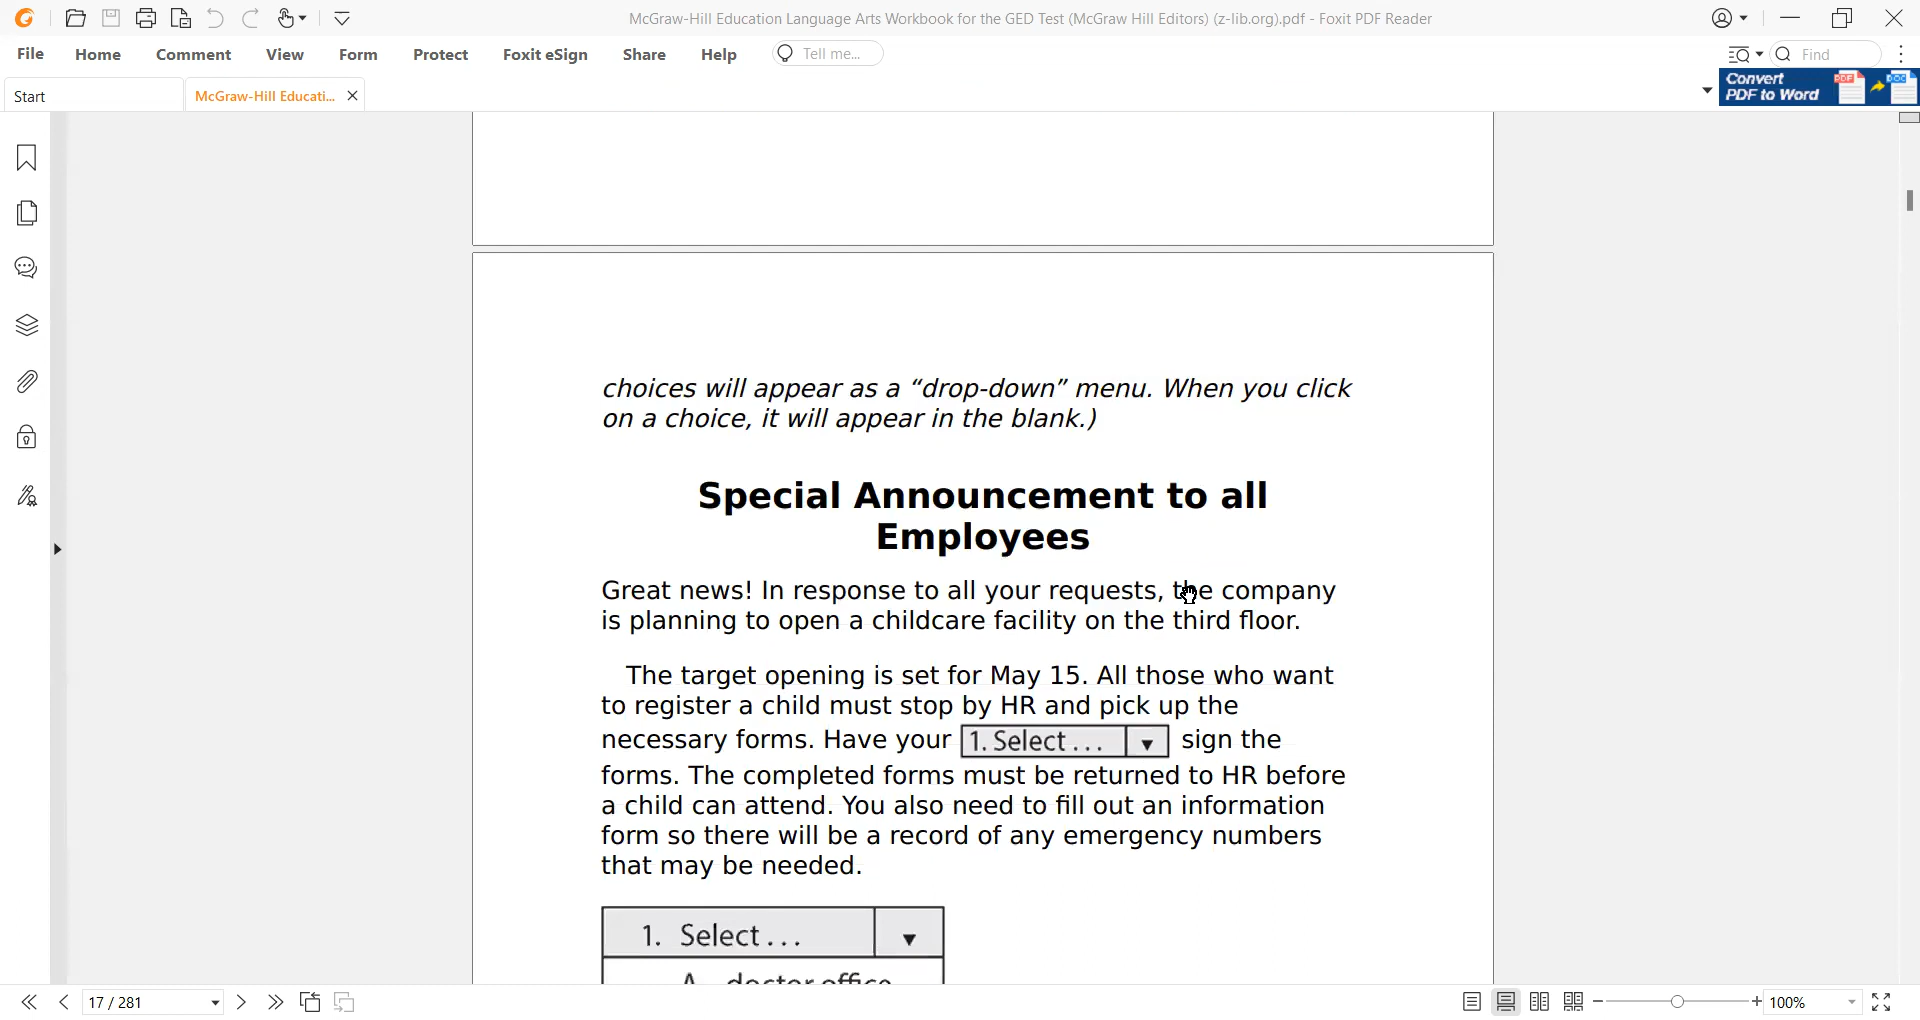 McGraw-Hill Education Language Arts Workbook for the GED Test (McGraw Hill Editors) (z-lib.org).pdf - Foxit PDF Reader
File Home Comment View Form Protect Foxit eSign Share Help Tell me... Find
Start McGraw-Hill Educati...
Convert
PDF to Word
PDF DOC
choices will appear as a “drop-down” menu. When you click
on a choice, it will appear in the blank.)
Special Announcement to all
Employees
Great news! In response to all your requests, the company
is planning to open a childcare facility on the third floor.
The target opening is set for May 15. All those who want
to register a child must stop by HR and pick up the
necessary forms. Have your 1. Select ... sign the
forms. The completed forms must be returned to HR before
a child can attend. You also need to fill out an information
form so there will be a record of any emergency numbers
that may be needed.
1. Select ...
A. doctor office
17 / 281 100%